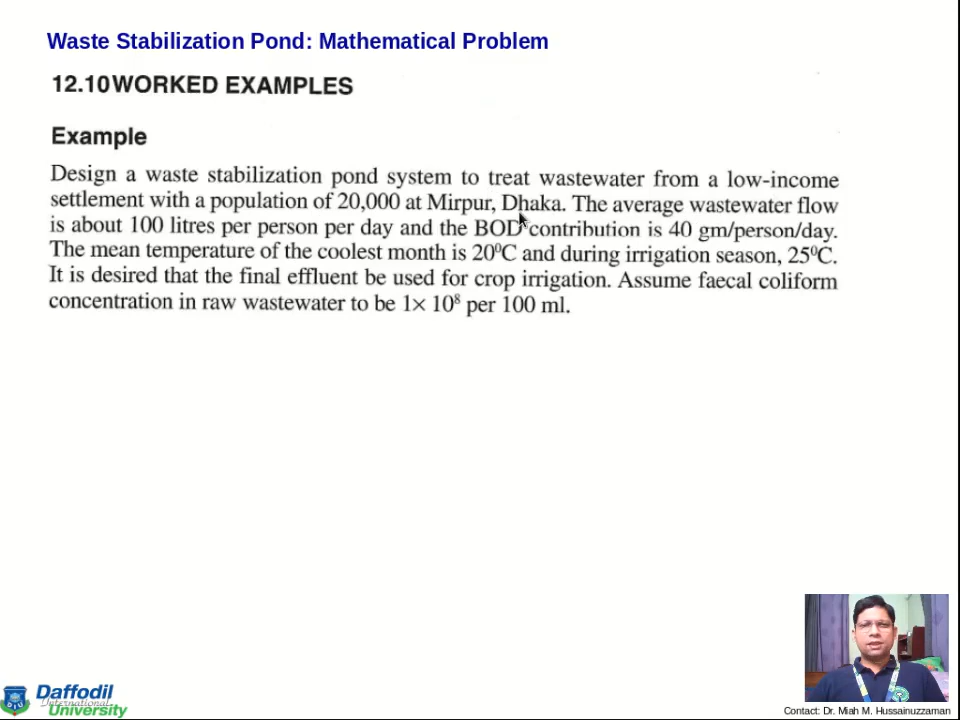 Waste Stabilization Pond: Mathematical Problem
12.10 WORKED EXAMPLES
Example
Design a waste stabilization pond system to treat wastewater from a low-income
settlement with a population of 20,000 at Mirpur, Dhaka. The average wastewater flow
is about 100 litres per person per day and the BOD contribution is 40 gm/person/day.
The mean temperature of the coolest month is 20⁰C and during irrigation season, 25⁰C.
It is desired that the final effluent be used for crop irrigation. Assume faecal coliform
concentration in raw wastewater to be 1× 10⁸ per 100 ml.
Daffodil
International
University
DIU
Contact: Dr. Miah M. Hussainuzzaman